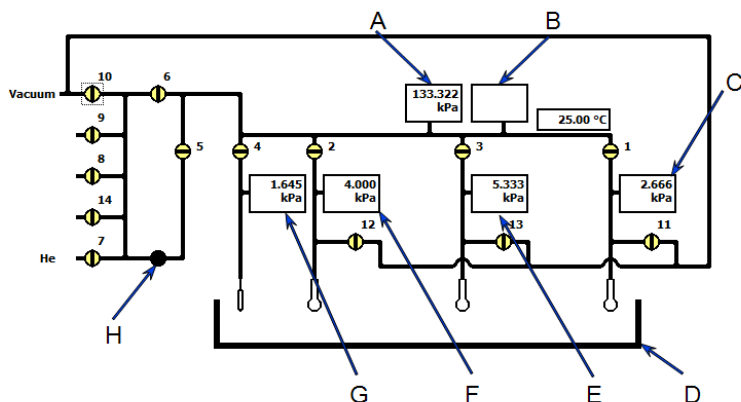 A
B
C
10
6
Vacuum
133.322
kPa
25.00 °C
9
5
4
2
3
1
8
1.645
kPa
4.000
kPa
5.333
kPa
2.666
kPa
14
12
13
11
7
He
H
G
F
E
D